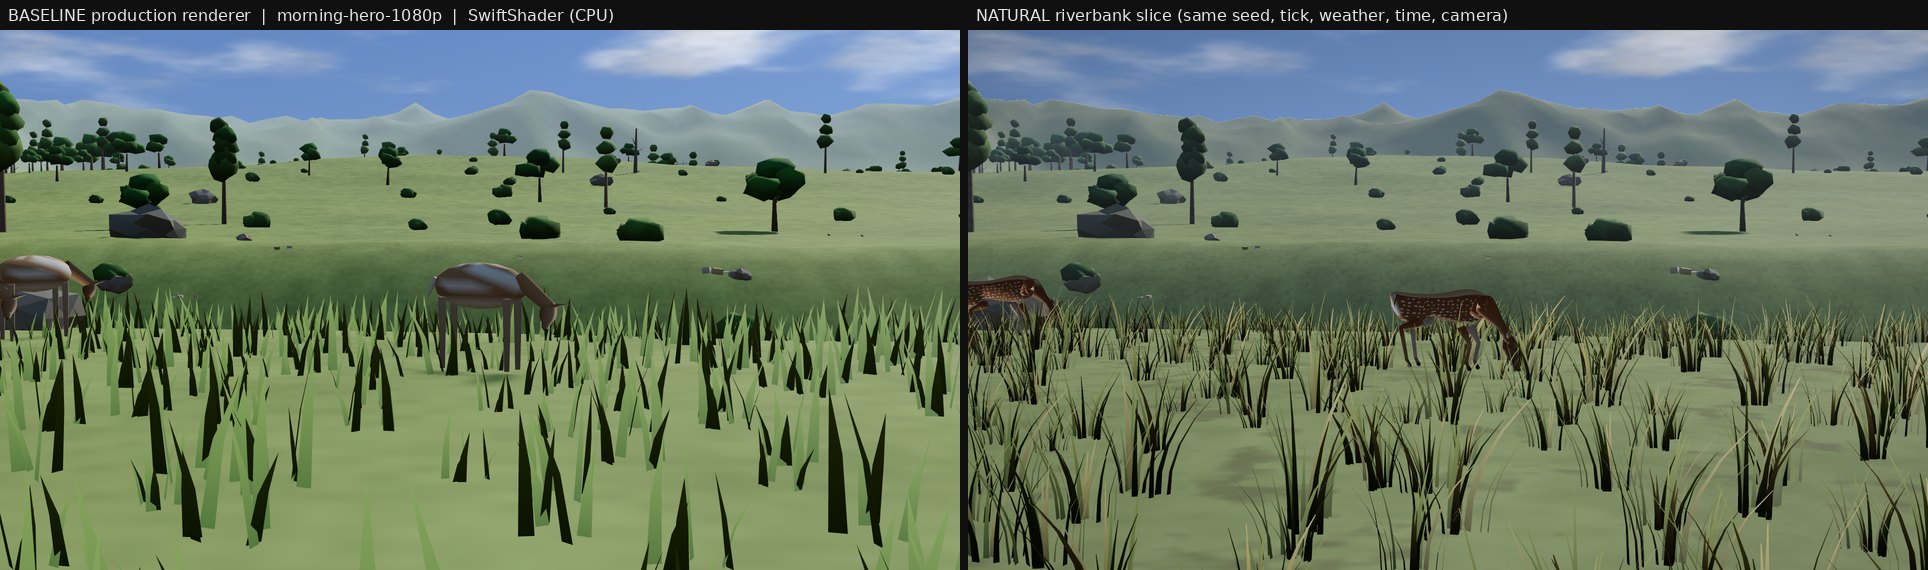 BASELINE production renderer | morning-hero-1080p | SwiftShader (CPU)
NATURAL riverbank slice (same seed, tick, weather, time, camera)